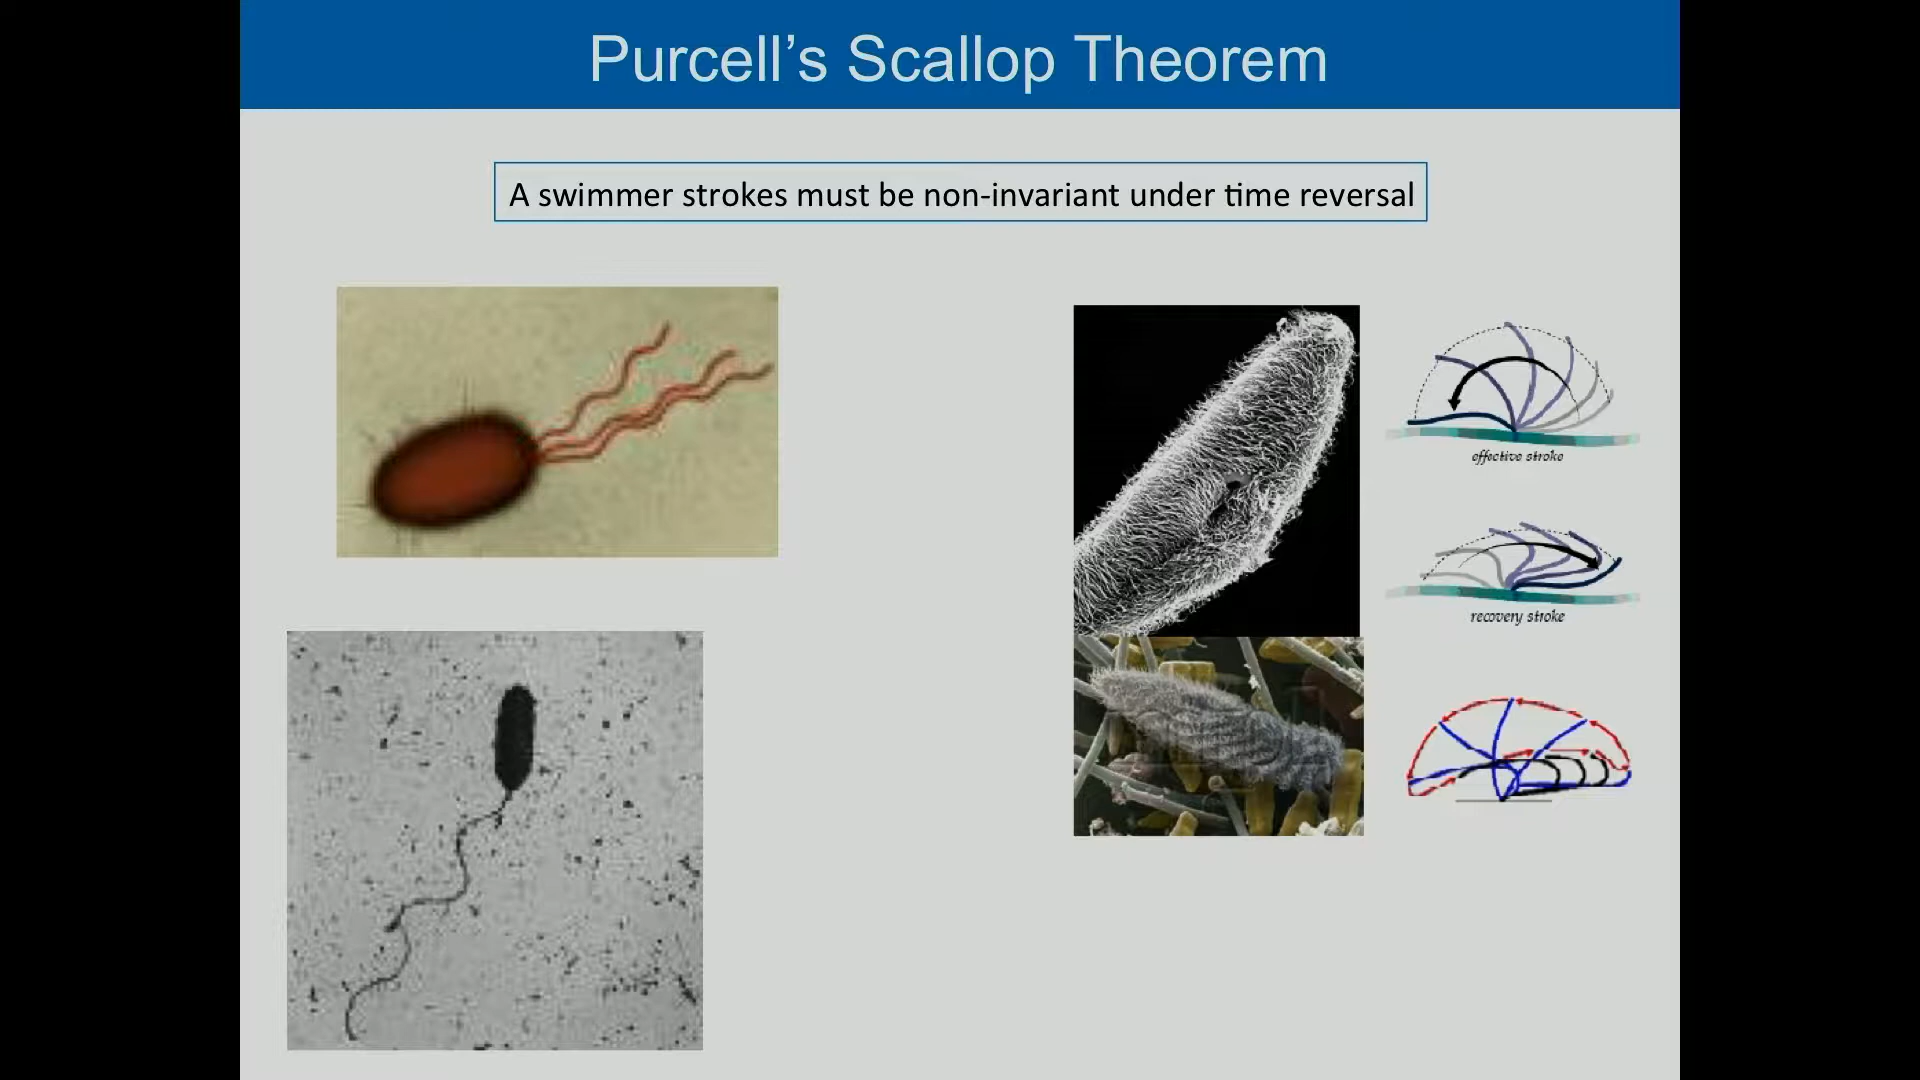 Purcell’s Scallop Theorem
A swimmer strokes must be non-invariant under time reversal
effective stroke
recovery stroke